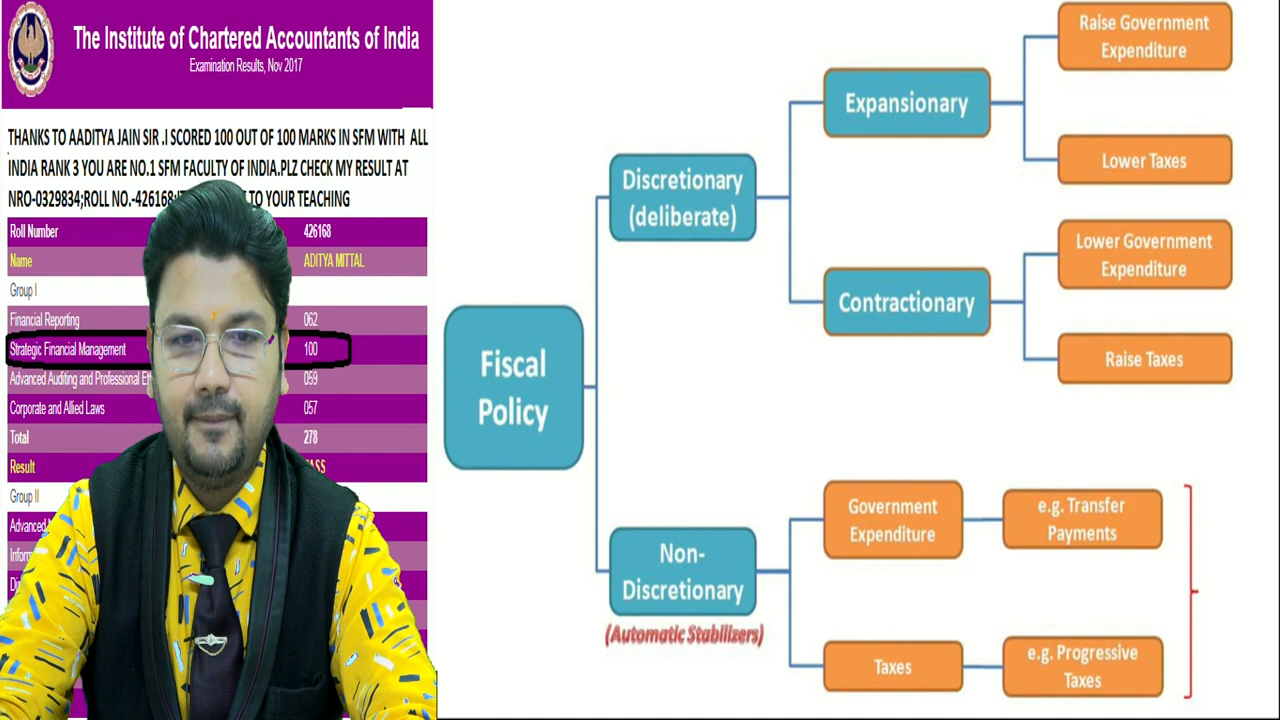 The Institute of Chartered Accountants of India
Examination Results, Nov 2017
THANKS TO AADITYA JAIN SIR .I SCORED 100 OUT OF 100 MARKS IN SFM WITH ALL
INDIA RANK 3 YOU ARE NO.1 SFM FACULTY OF INDIA.PLZ CHECK MY RESULT AT
NRO-0329834;ROLL NO.-426168; TO YOUR TEACHING
Roll Number 426168
Name ADITYA MITTAL
Group I
Financial Reporting 062
Strategic Financial Management 100
Advanced Auditing and Professional 059
Corporate and Allied Laws 057
Total 278
Result
Group II
Fiscal
Policy
Discretionary
(deliberate)
Expansionary
Raise Government
Expenditure
Lower Taxes
Contractionary
Lower Government
Expenditure
Raise Taxes
Non-
Discretionary
(Automatic Stabilizers)
Government
Expenditure
e.g. Transfer
Payments
Taxes
e.g. Progressive
Taxes